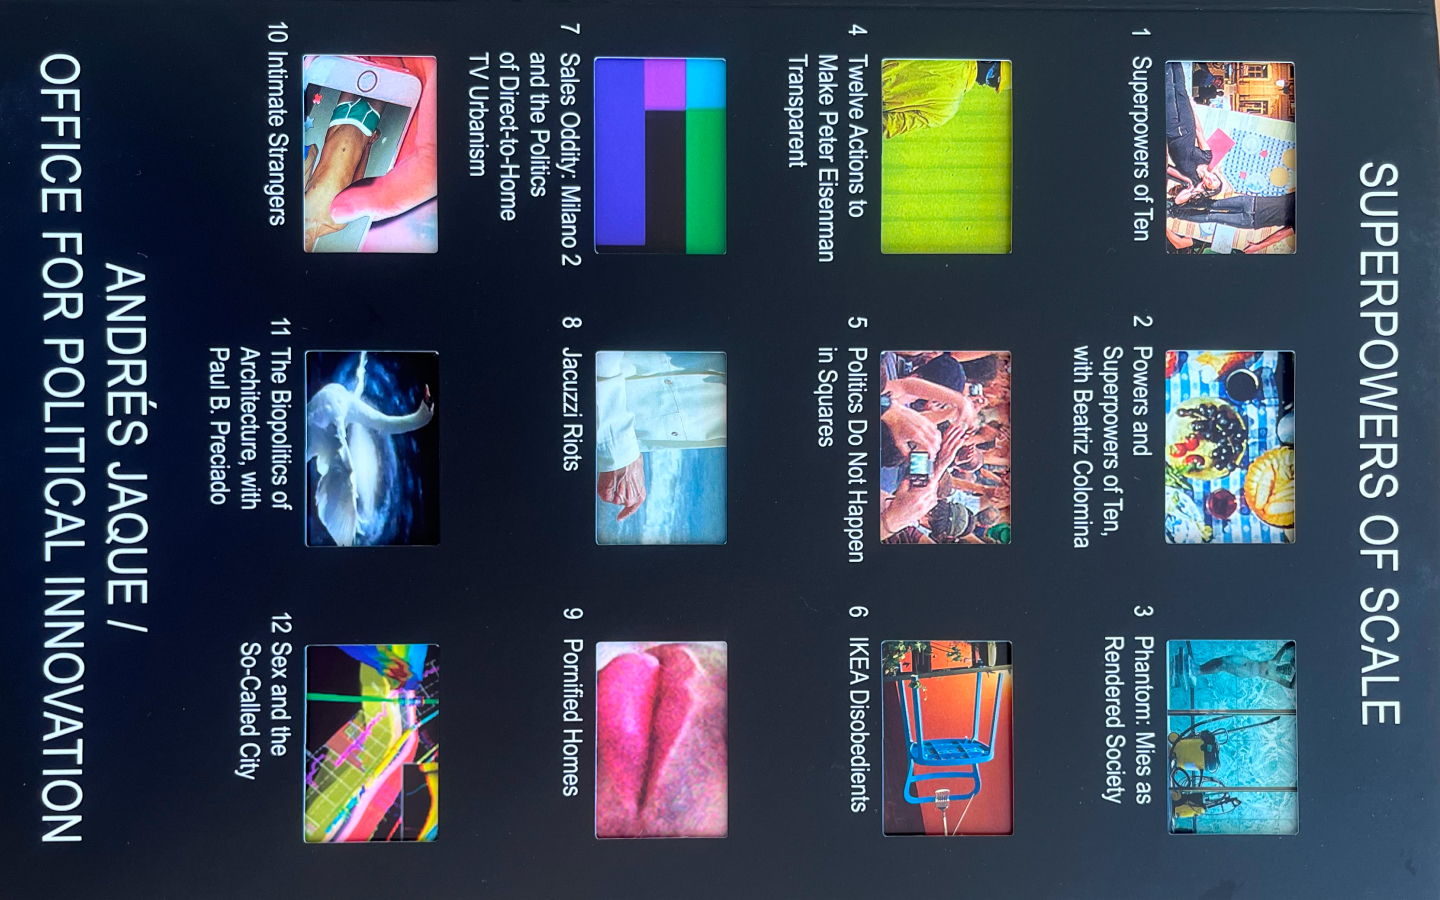 SUPERPOWERS OF SCALE
1 Superpowers of Ten
2 Powers and
Superpowers of Ten,
with Beatriz Colomina
3 Phantom: Mies as
Rendered Society
4 Twelve Actions to
Make Peter Eisenman
Transparent
5 Politics Do Not Happen
in Squares
6 IKEA Disobedients
7 Sales Oddity: Milano 2
and the Politics
of Direct-to-Home
TV Urbanism
8 Jacuzzi Riots
9 Pornified Homes
10 Intimate Strangers
11 The Biopolitics of
Architecture, with
Paul B. Preciado
12 Sex and the
So-Called City
ANDRÉS JAQUE /
OFFICE FOR POLITICAL INNOVATION